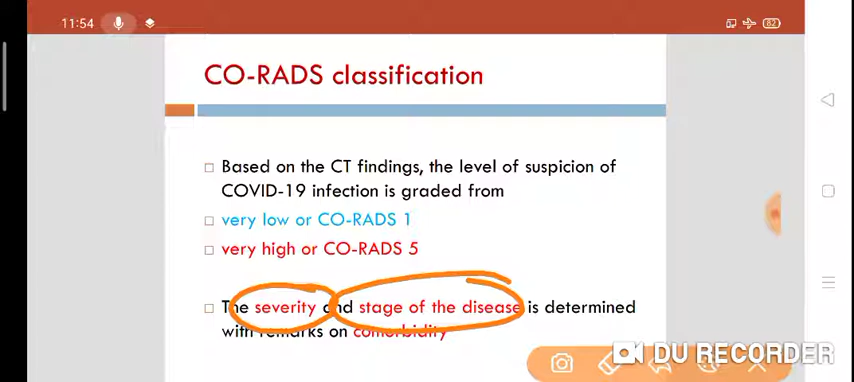 11:54
82
CO-RADS classification
Based on the CT findings, the level of suspicion of
COVID-19 infection is graded from
very low or CO-RADS 1
very high or CO-RADS 5
The severity and stage of the disease is determined
with remarks on comorbidity
DU RECORDER